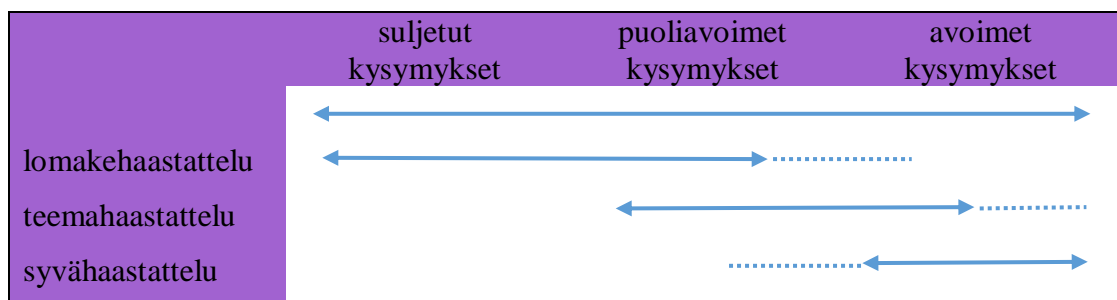 suljetut puoliavoimet avoimet
kysymykset kysymykset kysymykset
lomakehaastattelu
teemahaastattelu
syvähaastattelu